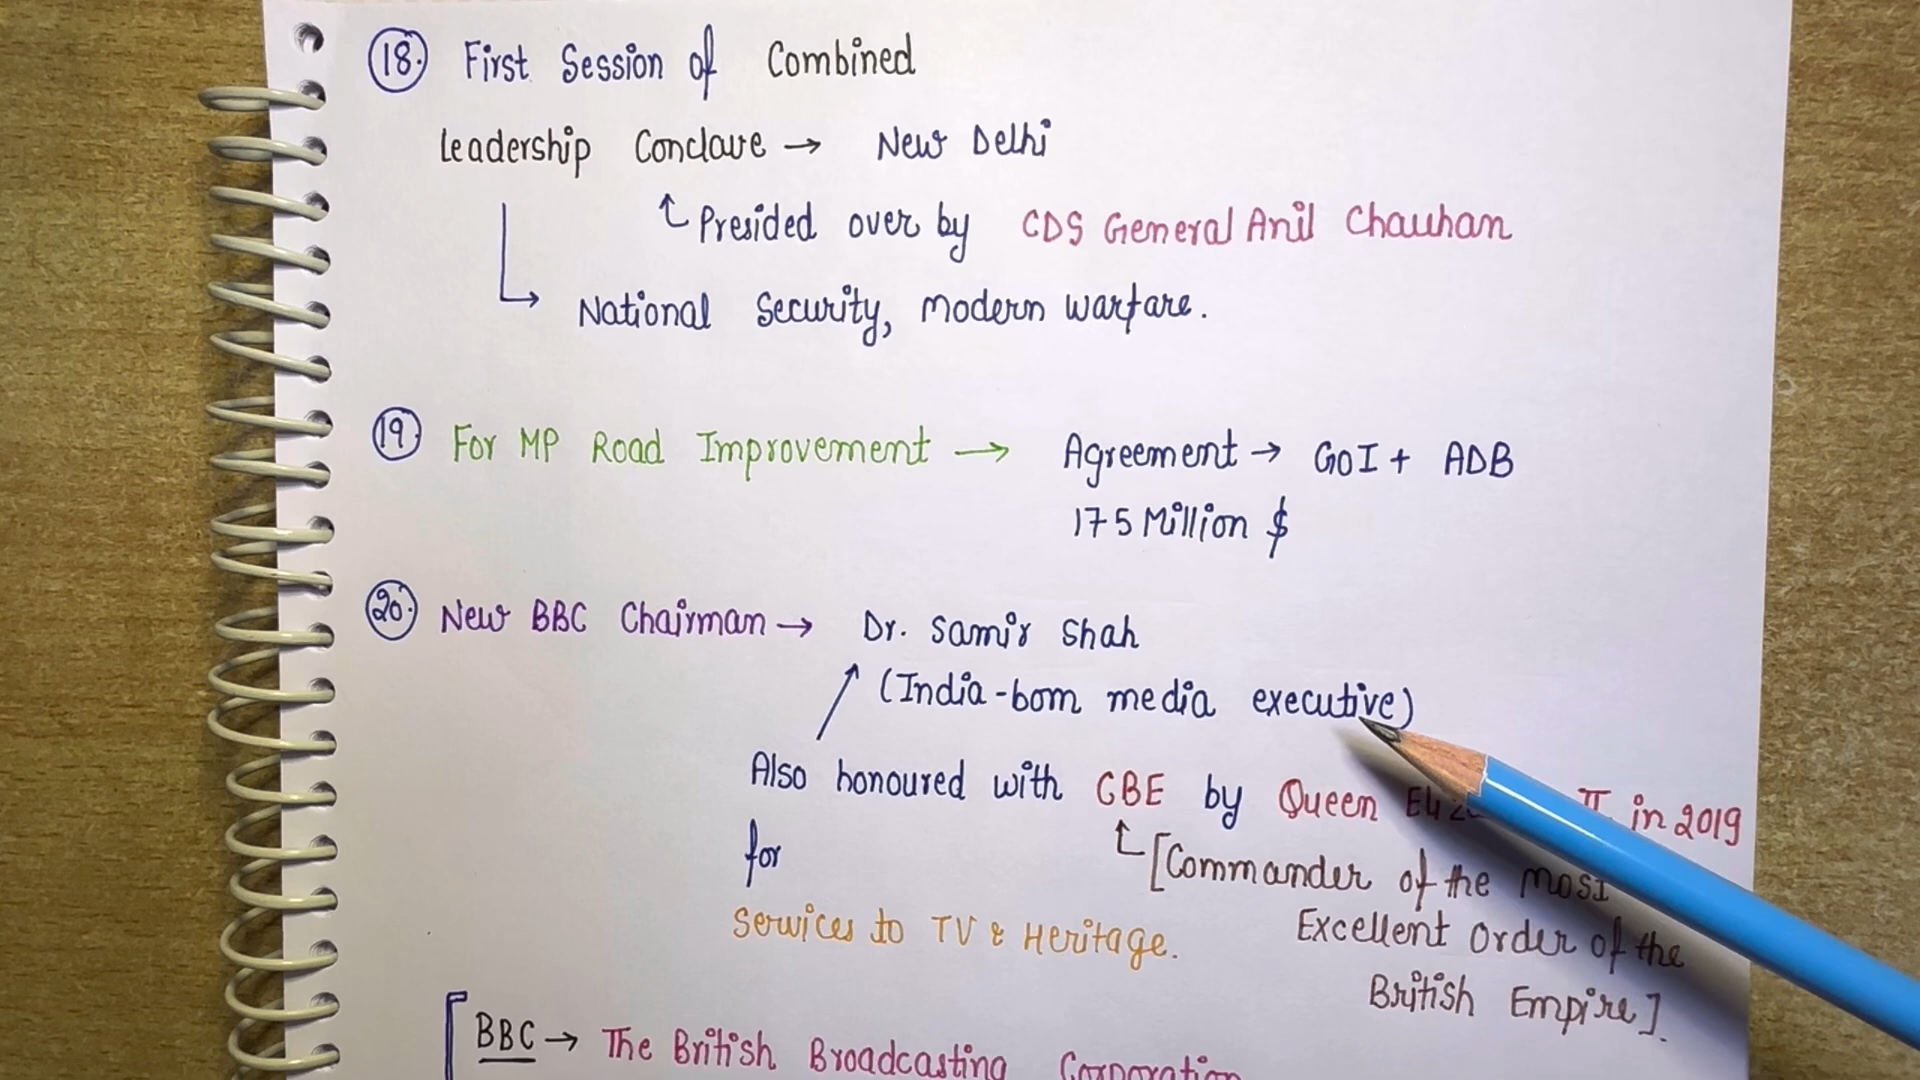 18. First Session of Combined
Leadership Conclave → New Delhi
Presided over by CDS General Anil Chauhan
National Security, Modern warfare.
19. For MP Road Improvement → Agreement → GoI + ADB
175 Million $
20. New BBC Chairman → Dr. Samir Shah
(India-born media executive)
Also honoured with CBE by Queen II in 2019
for
[Commander of the most
Services to TV & Heritage.
Excellent Order of the
British Empire].
BBC → The British Broadcasting Corporation